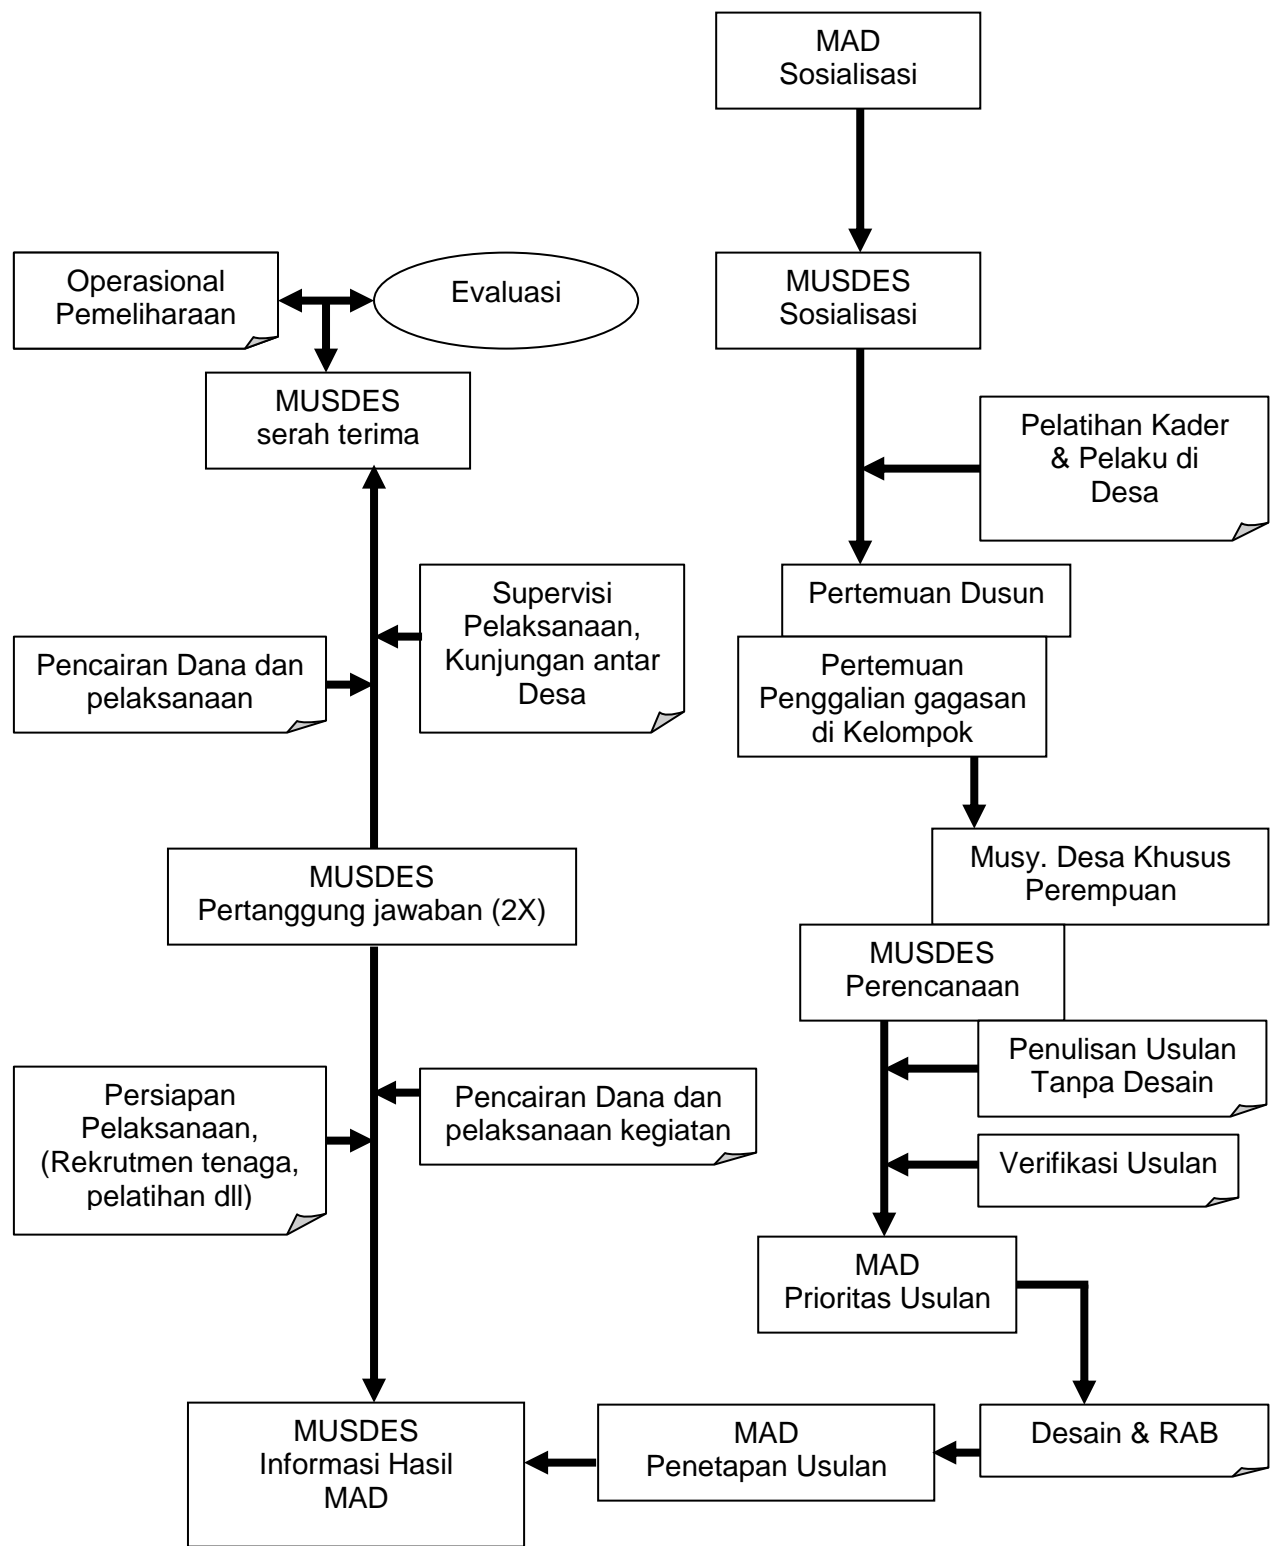 MAD
Sosialisasi
MUSDES
Sosialisasi
Pelatihan Kader
& Pelaku di
Desa
Pertemuan Dusun
Pertemuan
Penggalian gagasan
di Kelompok
Musy. Desa Khusus
Perempuan
MUSDES
Perencanaan
Penulisan Usulan
Tanpa Desain
Verifikasi Usulan
MAD
Prioritas Usulan
Desain & RAB
MAD
Penetapan Usulan
MUSDES
Informasi Hasil
MAD
Persiapan
Pelaksanaan,
(Rekrutmen tenaga,
pelatihan dll)
Pencairan Dana dan
pelaksanaan kegiatan
MUSDES
Pertanggung jawaban (2X)
Pencairan Dana dan
pelaksanaan
Supervisi
Pelaksanaan,
Kunjungan antar
Desa
MUSDES
serah terima
Operasional
Pemeliharaan
Evaluasi